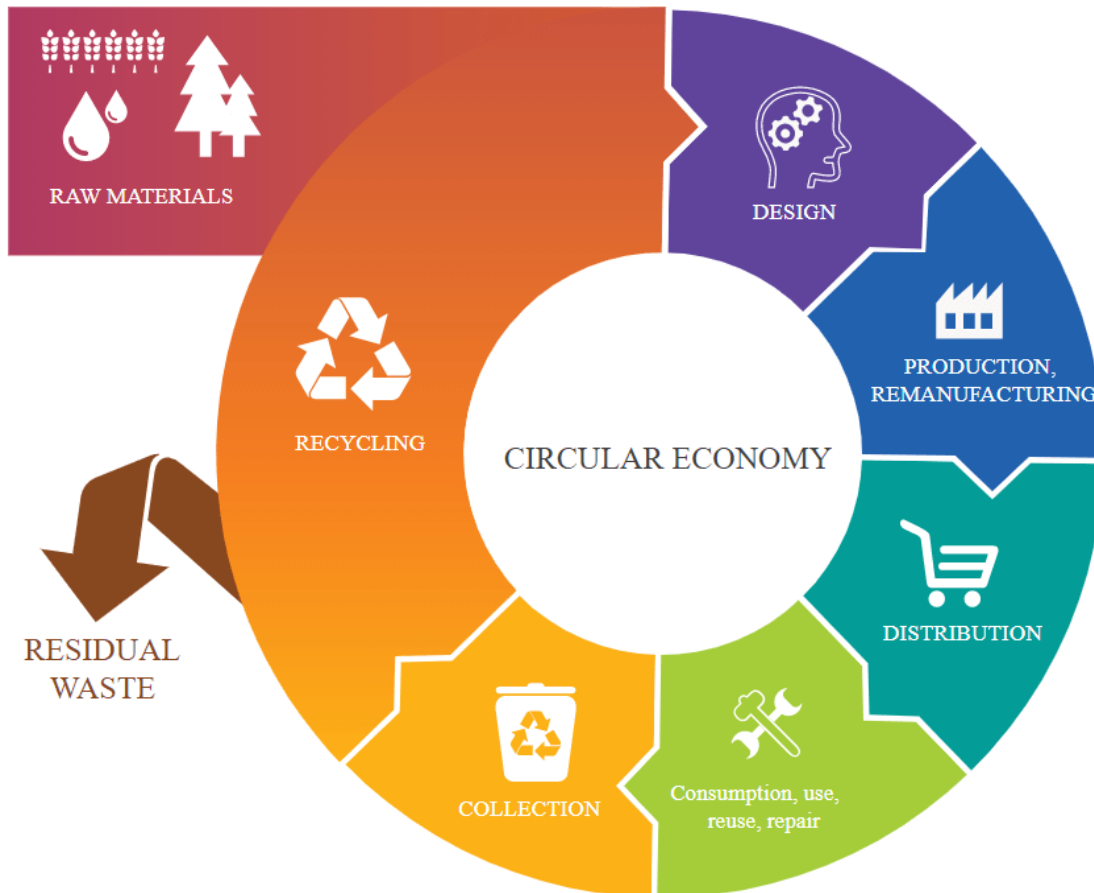 RAW MATERIALS
DESIGN
PRODUCTION,
REMANUFACTURING
RECYCLING
CIRCULAR ECONOMY
DISTRIBUTION
RESIDUAL
WASTE
Consumption, use,
reuse, repair
COLLECTION